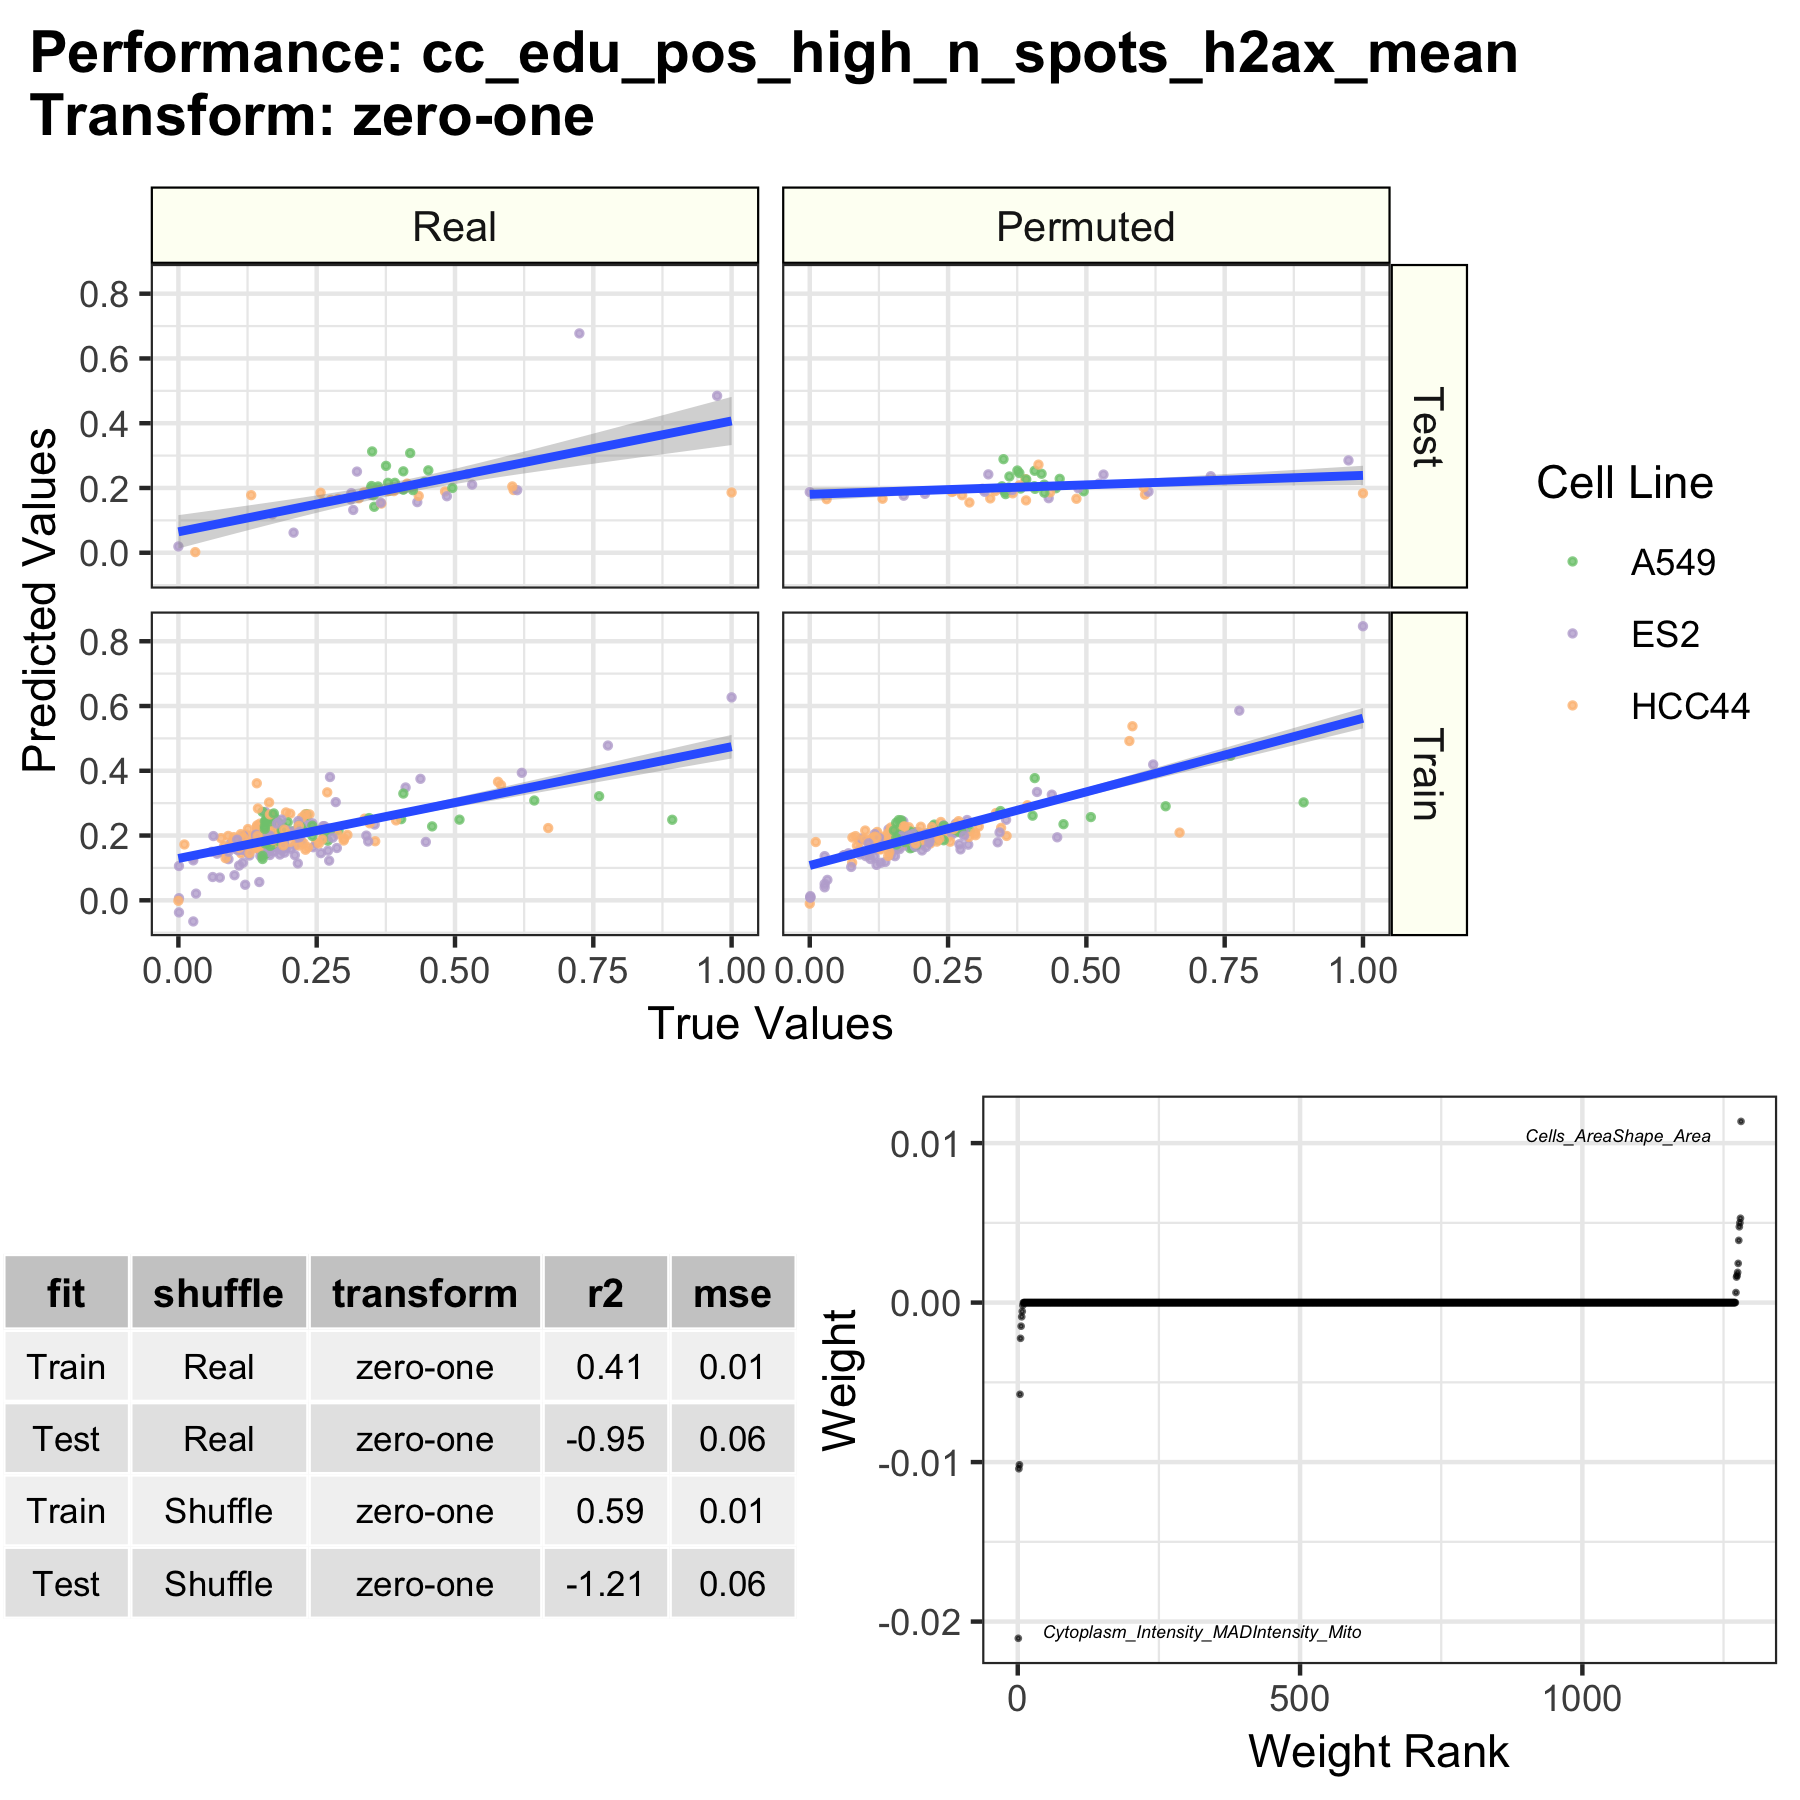 Performance: cc_edu_pos_high_n_spots_h2ax_mean
Transform: zero-one
Real
Permuted
0.8
0.6
0.4
0.2
0.0
Test
0.8
0.6
0.4
0.2
0.0
Train
Predicted Values
0.00 0.25 0.50 0.75 1.00 0.00 0.25 0.50 0.75 1.00
True Values
Cell Line
A549
ES2
HCC44
fit shuffle transform r2 mse
Train Real zero-one 0.41 0.01
Test Real zero-one -0.95 0.06
Train Shuffle zero-one 0.59 0.01
Test Shuffle zero-one -1.21 0.06
Weight
0.01
0.00
-0.01
-0.02
Cells_AreaShape_Area
Cytoplasm_Intensity_MADIntensity_Mito
0 500 1000
Weight Rank